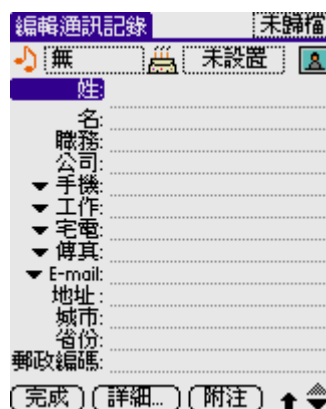 編輯通訊記錄 未歸檔
無 未設置
姓:
名:
職務:
公司:
手機:
工作:
宅電:
傳真:
E-mail:
地址:
城市:
省份:
郵政編碼:
完成 詳細... 附注